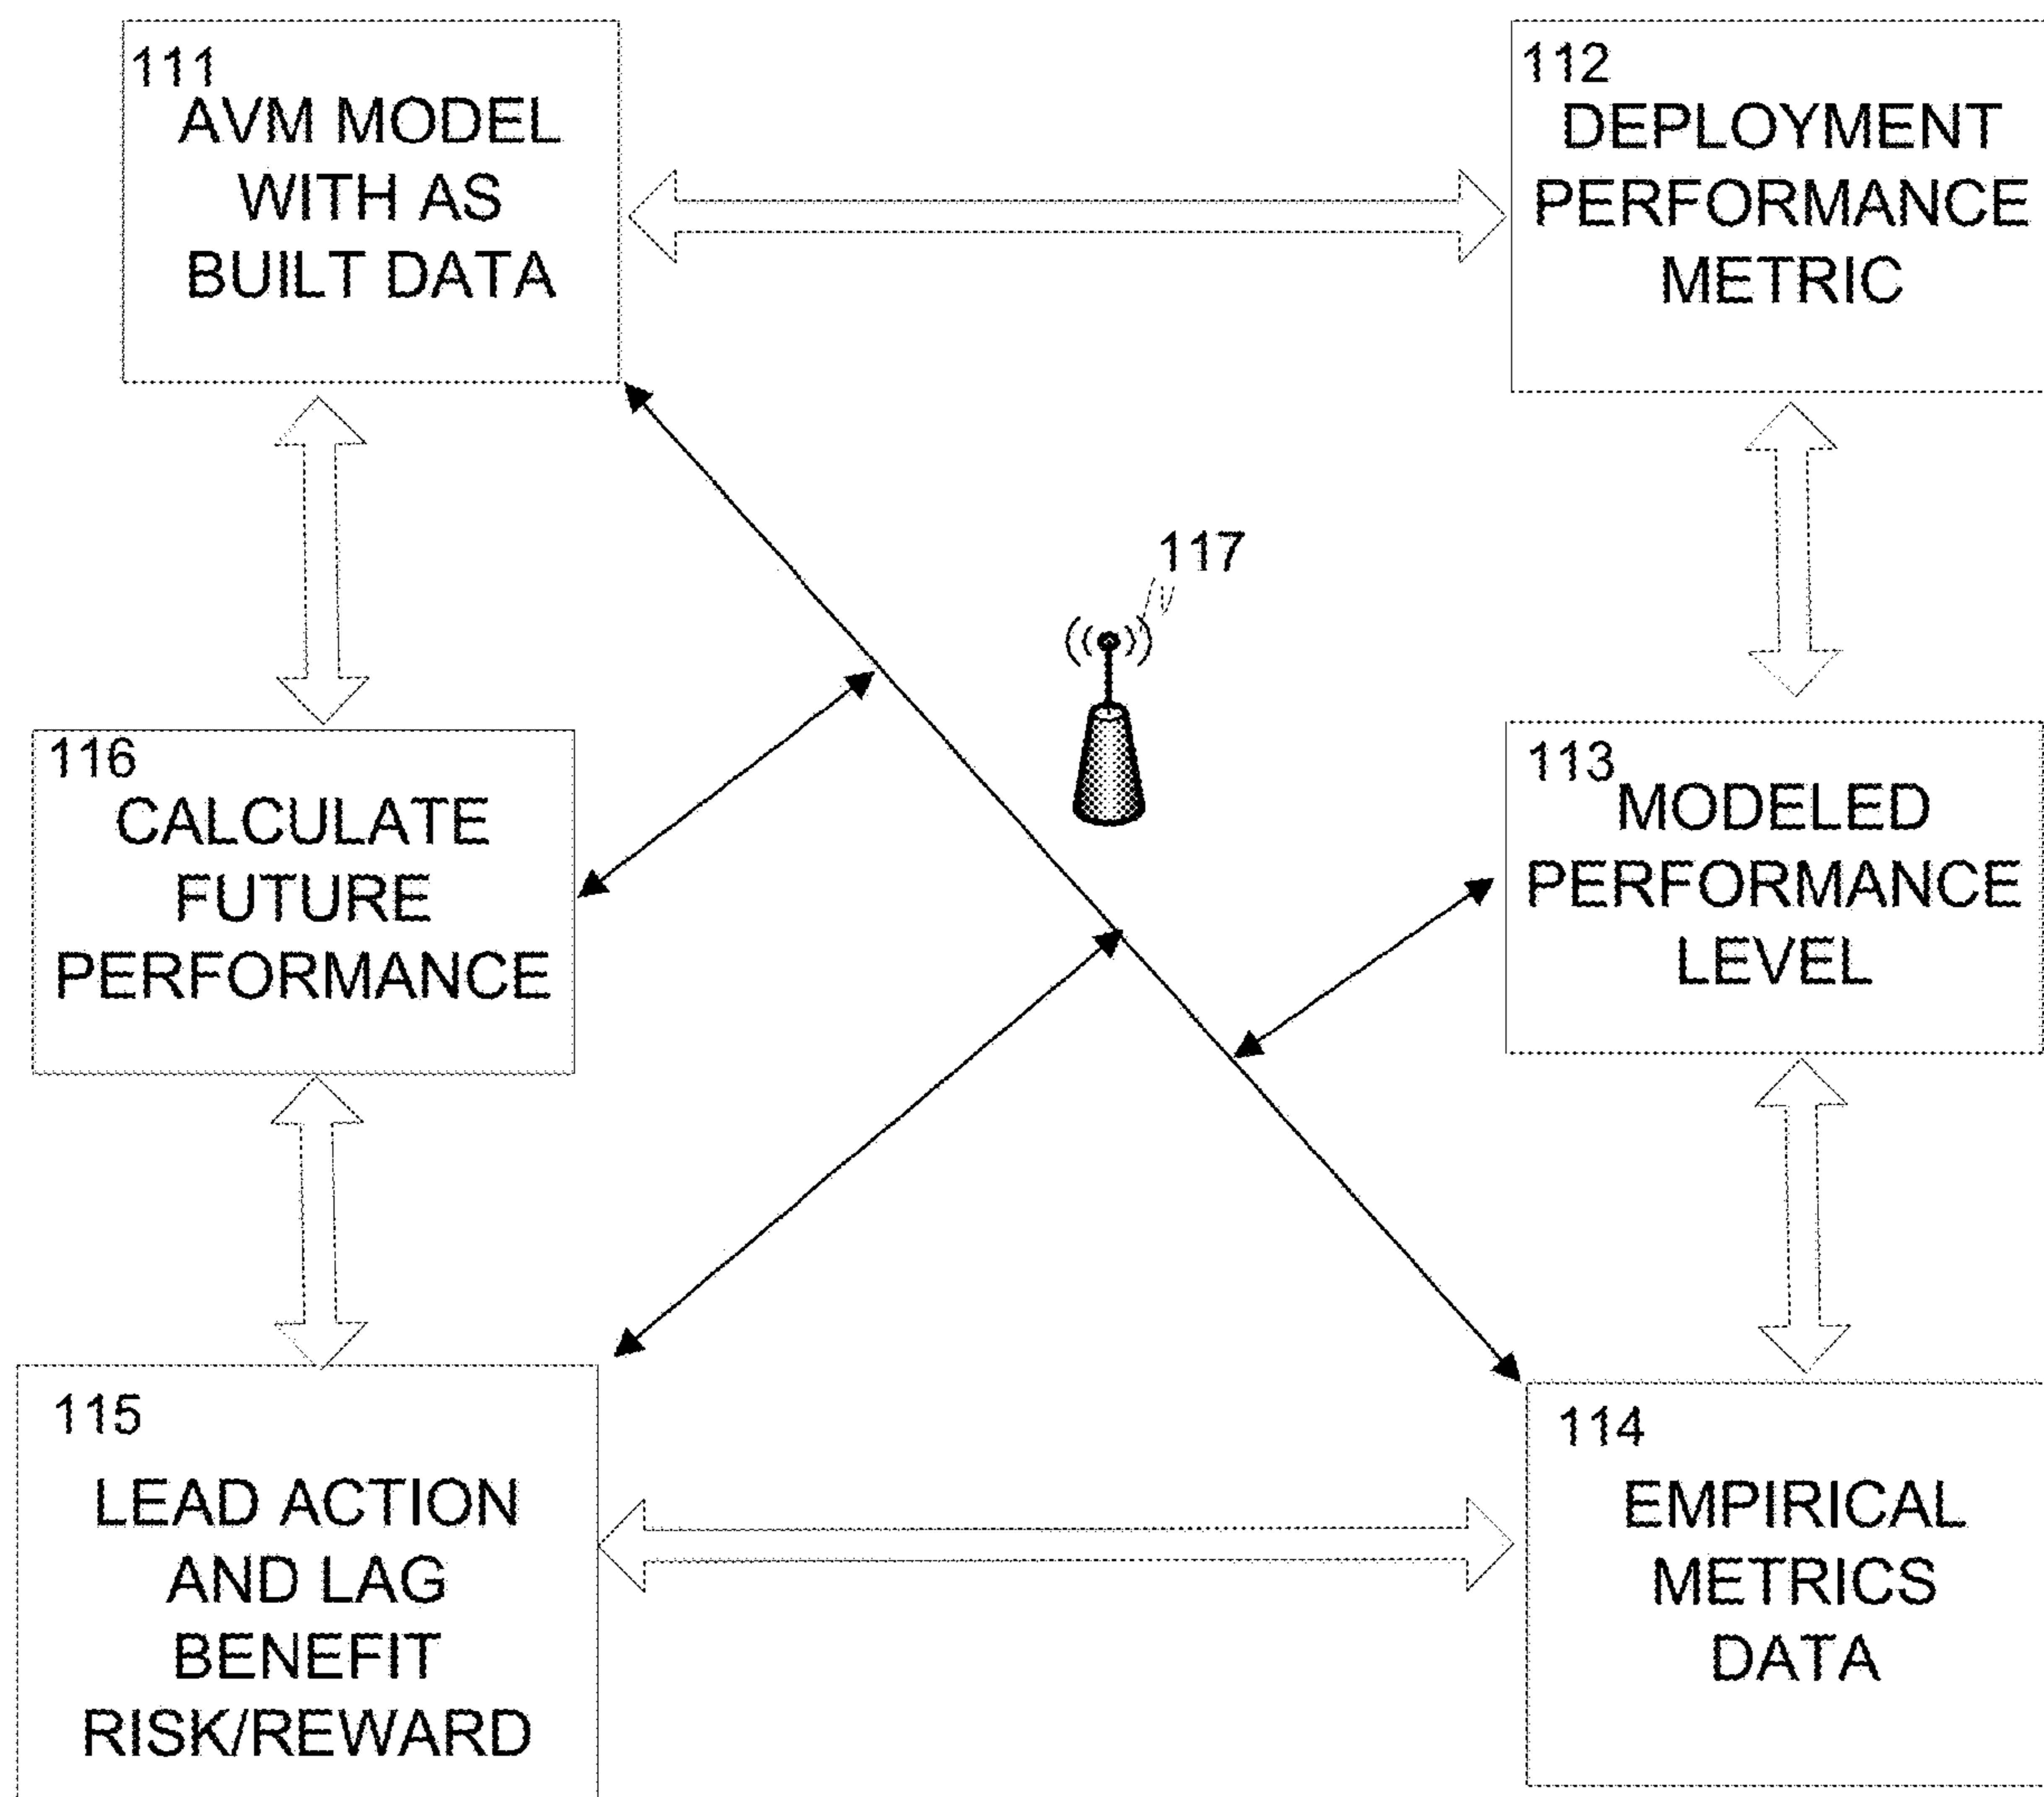 111
AVM MODEL
WITH AS
BUILT DATA
112
DEPLOYMENT
PERFORMANCE
METRIC
117
116
CALCULATE
FUTURE
PERFORMANCE
113
MODELED
PERFORMANCE
LEVEL
115
LEAD ACTION
AND LAG
BENEFIT
RISK/REWARD
114
EMPIRICAL
METRICS
DATA